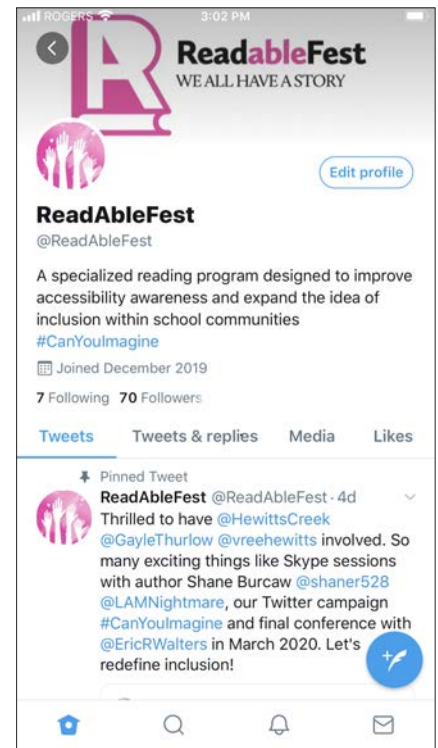 ROGERS 3:02 PM
ReadableFest
WE ALL HAVE A STORY
Edit profile
ReadAbleFest
@ReadAbleFest
A specialized reading program designed to improve
accessibility awareness and expand the idea of
inclusion within school communities
#CanYouImagine
Joined December 2019
7 Following 70 Followers
Tweets Tweets & replies Media Likes
Pinned Tweet
ReadAbleFest @ReadAbleFest · 4d
Thrilled to have @HewittsCreek
@GayleThurlow @vreehewitts involved. So
many exciting things like Skype sessions
with author Shane Burcaw @shaner528
@LAMNightmare, our Twitter campaign
#CanYouImagine and final conference with
@EricRWalters in March 2020. Let's
redefine inclusion!